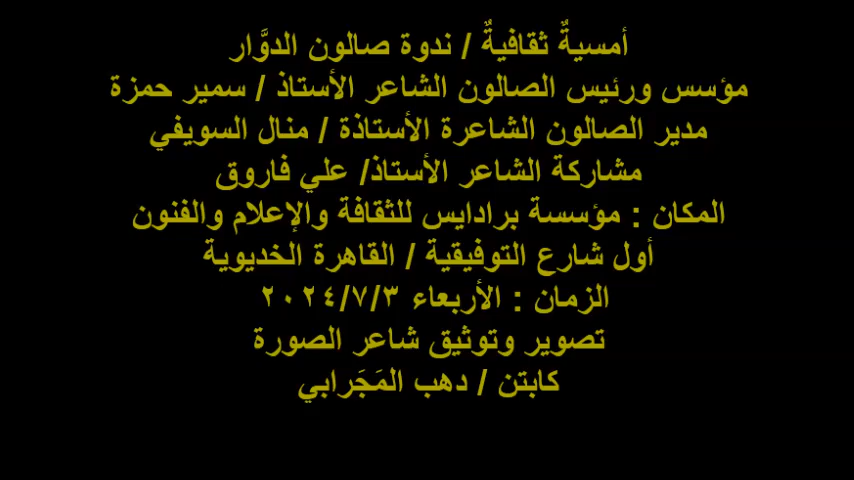 أمسيةٌ ثقافيةٌ / ندوة صالون الدوَّار
مؤسس ورئيس الصالون الشاعر الأستاذ / سمير حمزة
مدير الصالون الشاعرة الأستاذة / منال السويفي
مشاركة الشاعر الأستاذ/ علي فاروق
المكان : مؤسسة برادايس للثقافة والإعلام والفنون
أول شارع التوفيقية / القاهرة الخديوية
الزمان : الأربعاء ٢٠٢٤/٧/٣
تصوير وتوثيق شاعر الصورة
كابتن / دهب المَجَرابي